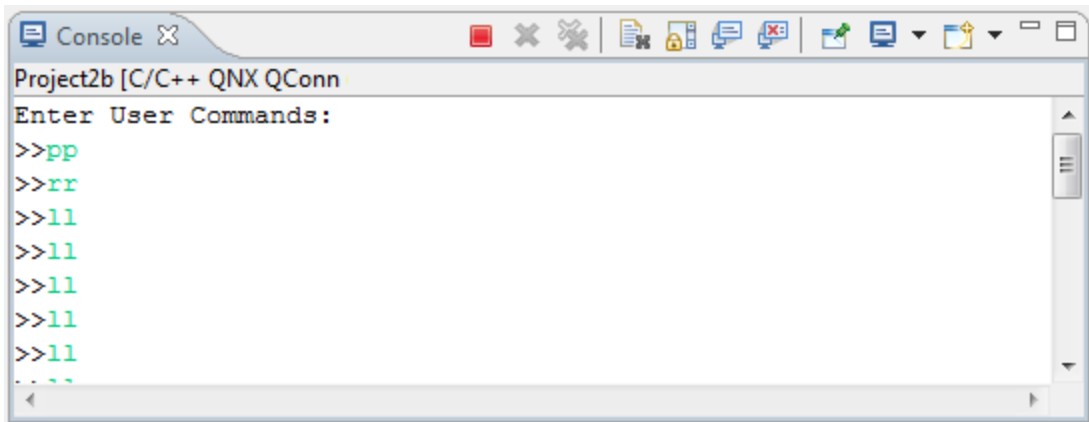 Console
Project2b [C/C++ QNX QConn
Enter User Commands:
>>pp
>>rr
>>ll
>>ll
>>ll
>>ll
>>ll